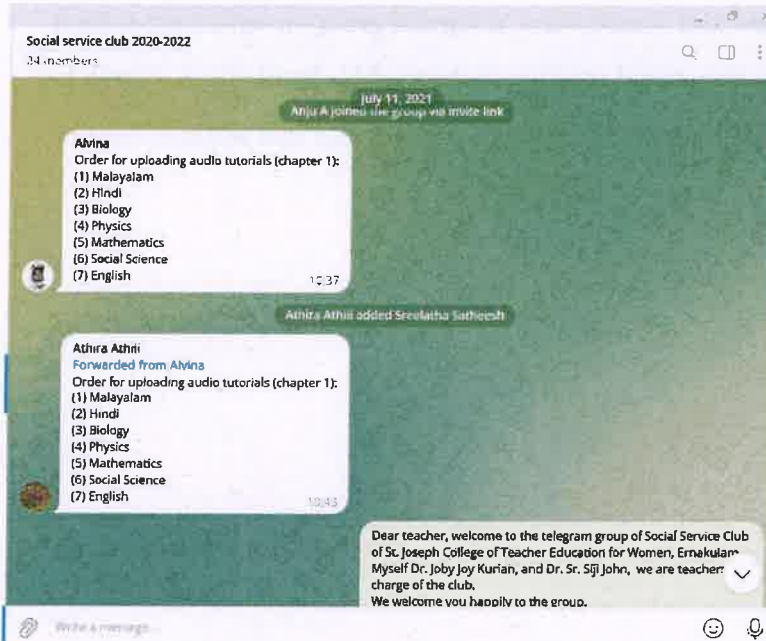 Social service club 2020-2022
24 members
July 11, 2021
Anju A joined the group via invite link
Alvina
Order for uploading audio tutorials (chapter 1):
(1) Malayalam
(2) Hindi
(3) Biology
(4) Physics
(5) Mathematics
(6) Social Science
(7) English
10:37
Athira Athiii added Sreelatha Satheesh
Athira Athiii
Forwarded from Alvina
Order for uploading audio tutorials (chapter 1):
(1) Malayalam
(2) Hindi
(3) Biology
(4) Physics
(5) Mathematics
(6) Social Science
(7) English
10:43
Dear teacher, welcome to the telegram group of Social Service Club
of St. Joseph College of Teacher Education for Women, Ernakulam
Myself Dr. Joby Joy Kurian, and Dr. Sr. Siji John, we are teacher
charge of the club.
We welcome you happily to the group.
Write a message...